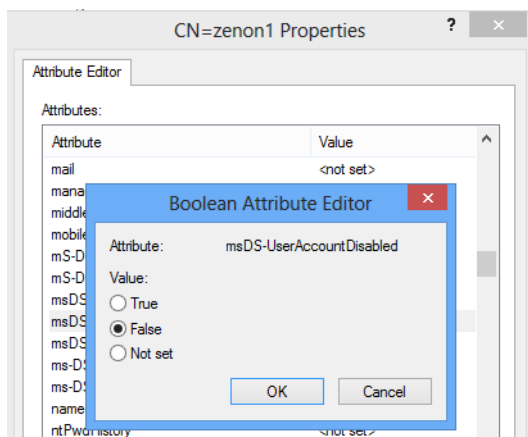 CN=zenon1 Properties
?
×
Attribute Editor
Attributes:
Attribute Value
mail <not set>
mana
middle
mobile
mS-D
mS-D
msDS
msDS
msDS
ms-D
ms-DS
name
ntPwdHistory <not set>
Boolean Attribute Editor
×
Attribute: msDS-UserAccountDisabled
Value:
True
False
Not set
OK Cancel